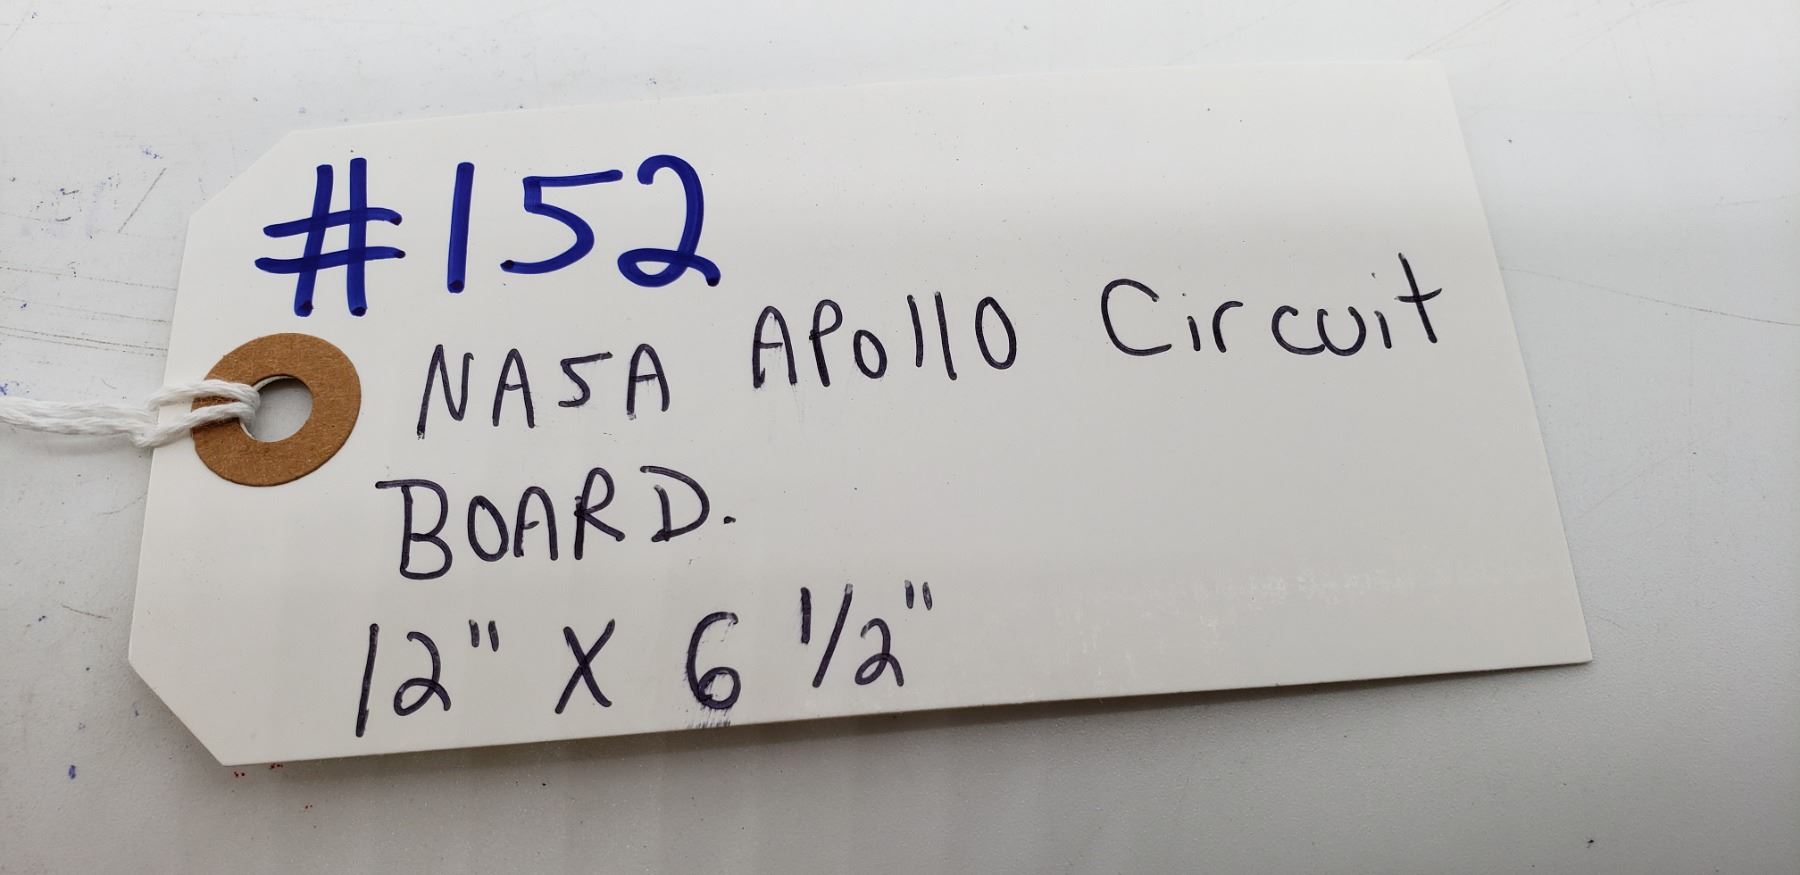 #152
NASA APollO Circuit
BOARD.
12" X 6 1/2"